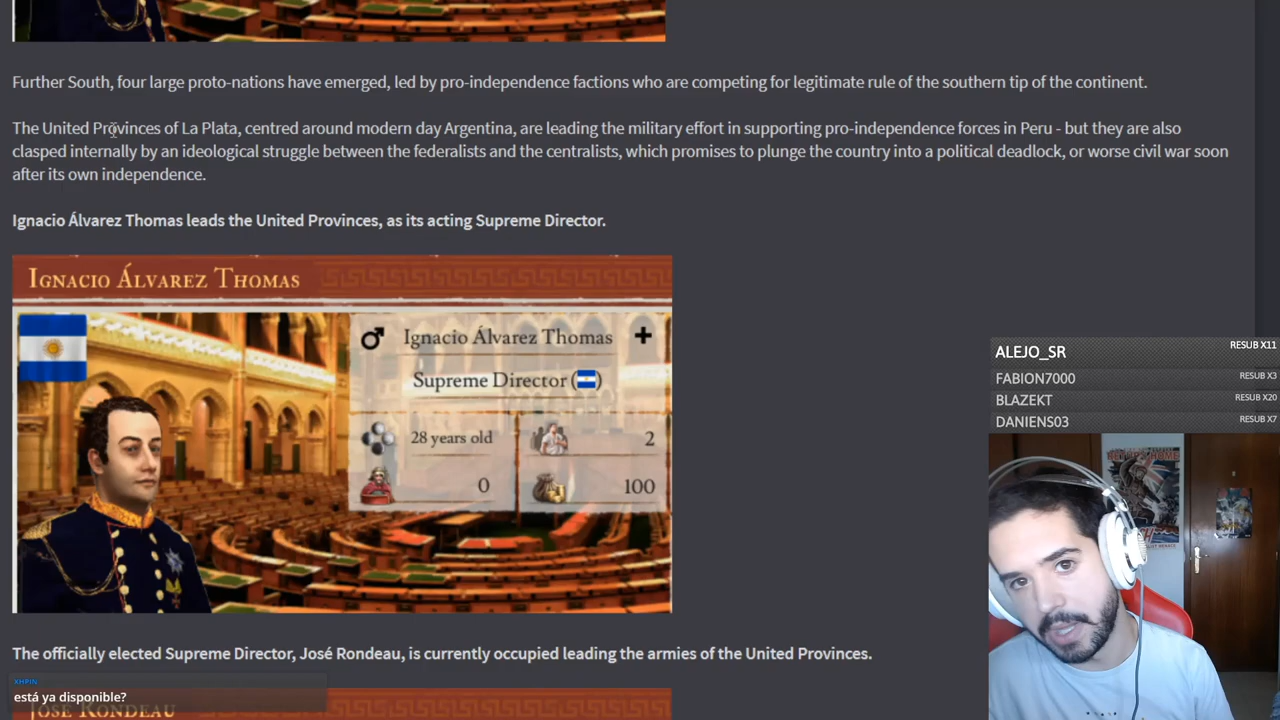 Further South, four large proto-nations have emerged, led by pro-independence factions who are competing for legitimate rule of the southern tip of the continent.
The United Provinces of La Plata, centred around modern day Argentina, are leading the military effort in supporting pro-independence forces in Peru - but they are also
clasped internally by an ideological struggle between the federalists and the centralists, which promises to plunge the country into a political deadlock, or worse civil war soon
after its own independence.
Ignacio Álvarez Thomas leads the United Provinces, as its acting Supreme Director.
Ignacio Álvarez Thomas
Ignacio Álvarez Thomas
Supreme Director ( )
28 years old 2
0 100
ALEJO_SR RESUB X11
FABION7000 RESUB X3
BLAZEKT RESUB X20
DANIENS03 RESUB X7
The officially elected Supreme Director, José Rondeau, is currently occupied leading the armies of the United Provinces.
XHPIN
está ya disponible?
José Rondeau